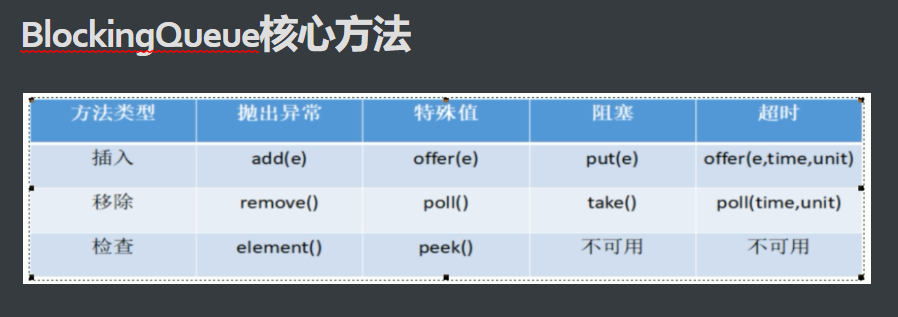 BlockingQueue核心方法
方法类型 抛出异常 特殊值 阻塞 超时
插入 add(e) offer(e) put(e) offer(e,time,unit)
移除 remove() poll() take() poll(time,unit)
检查 element() peek() 不可用 不可用